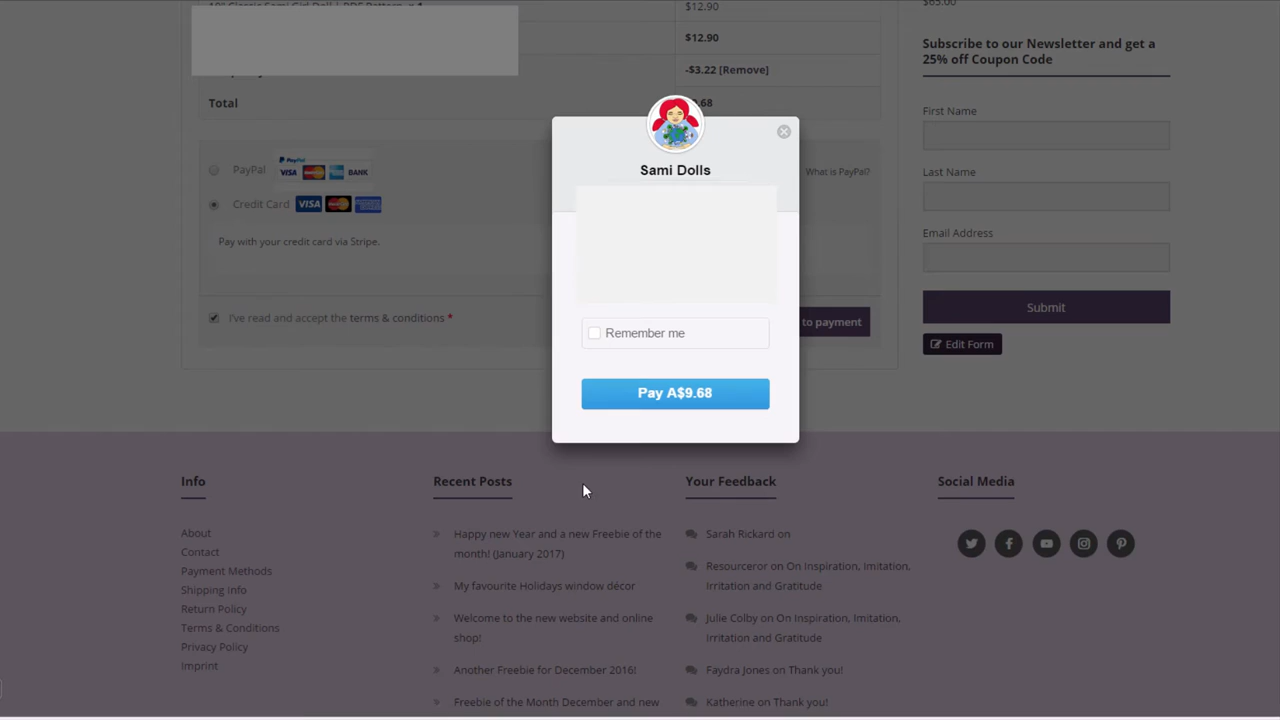 $65.00
$12.90
$12.90
-$3.22 [Remove]
Total
.68
Subscribe to our Newsletter and get a
25% off Coupon Code
First Name
Last Name
Email Address
Submit
Edit Form
PayPal
PayPal
VISA
BANK
What is PayPal?
Credit Card VISA
Pay with your credit card via Stripe.
I've read and accept the terms & conditions *
to payment
Sami Dolls
Remember me
Pay A$9.68
Info
About
Contact
Payment Methods
Shipping Info
Return Policy
Terms & Conditions
Privacy Policy
Imprint
Recent Posts
» Happy new Year and a new Freebie of the
month! (January 2017)
» My favourite Holidays window décor
» Welcome to the new website and online
shop!
» Another Freebie for December 2016!
» Freebie of the Month December and new
Your Feedback
Sarah Rickard on
Resourceror on On Inspiration, Imitation,
Irritation and Gratitude
Julie Colby on On Inspiration, Imitation,
Irritation and Gratitude
Faydra Jones on Thank you!
Katherine on Thank you!
Social Media